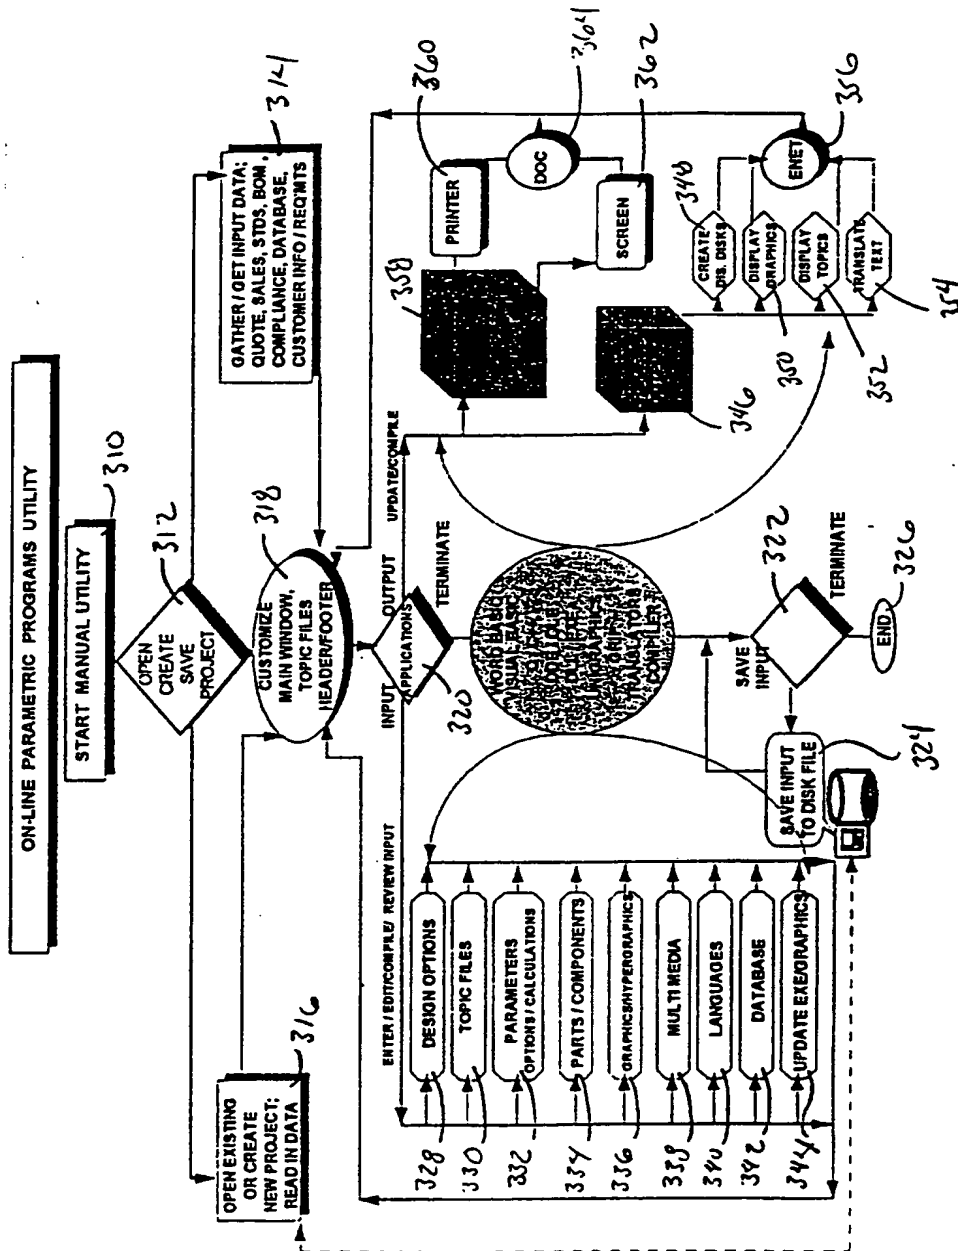 ON-LINE PARAMETRIC PROGRAMS UTILITY
START MANUAL UTILITY
310
OPEN
CREATE
SAVE
PROJECT
312
OPEN EXISTING
OR CREATE
NEW PROJECT;
READ IN DATA
316
GATHER / GET INPUT DATA;
QUOTE, SALES, STDS, BOM,
COMPLIANCE, DATABASE,
CUSTOMER INFO / REQ'MTS
314
CUSTOMIZE
MAIN WINDOW,
TOPIC FILES
HEADER/FOOTER
318
INPUT
OUTPUT
APPLICATIONS
320
TERMINATE
ENTER / EDIT/COMPILE/ REVIEW INPUT
UPDATE/COMPILE
DESIGN OPTIONS
328
TOPIC FILES
330
PARAMETERS
OPTIONS / CALCULATIONS
332
PARTS / COMPONENTS
334
GRAPHICS/HYPERGRAPHICS
336
MULTI MEDIA
338
LANGUAGES
340
DATABASE
342
UPDATE EXE/GRAPHICS
344
WORD BASIC
VISUAL BASIC
UNIGRAPHICS
COMPILERS
358
PRINTER
360
DOC
364
SCREEN
362
346
CREATE
DIS. DISKS
348
DISPLAY
GRAPHICS
350
DISPLAY
TOPICS
352
TRANSLATE
TEXT
354
ENET
356
SAVE
INPUT
322
TERMINATE
SAVE INPUT
TO DISK FILE
324
END
326